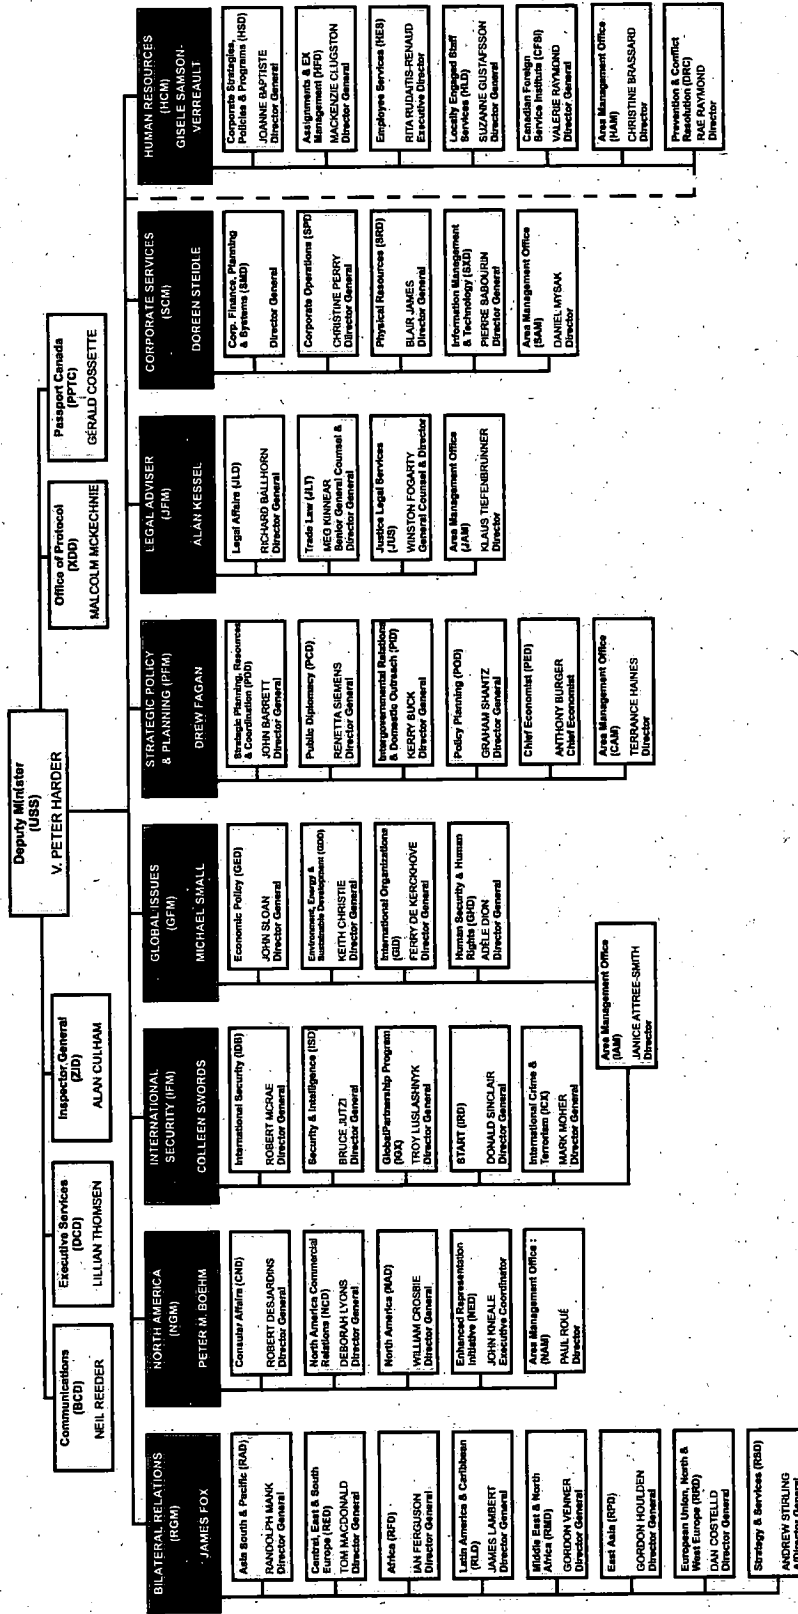 Deputy Minister
(USS)
V. PETER HARDER
Communications
(BCD)
NEIL REEDER
Executive Services
(DCD)
LILLIAN THOMSEN
Inspector General
(ZID)
ALAN CULHAM
Office of Protocol
(XDD)
MALCOLM MCKECHNIE
Passport Canada
(PPTC)
GÉRALD COSSETTE
BILATERAL RELATIONS
(RGM)
JAMES FOX
Asia South & Pacific (RAD)
RANDOLPH MANK
Director General
Central, East & South
Europe (RED)
TOM MACDONALD
Director General
Africa (RFD)
IAN FERGUSON
Director General
Latin America & Caribbean
(RLD)
JAMES LAMBERT
Director General
Middle East & North
Africa (RMD)
GORDON VENNER
Director General
East Asia (RPD)
GORDON HOULDEN
Director General
European Union, North &
West Europe (RRD)
DAN COSTELLO
Director General
Strategy & Services (RSD)
ANDREW STIRLING
NORTH AMERICA
(NGM)
PETER M. BOEHM
Consular Affairs (CND)
ROBERT DESJARDINS
Director General
North America Commercial
Relations (NCD)
DEBORAH LYONS
Director General
North America (NAD)
WILLIAM CROSBIE
Director General
Enhanced Representation
Initiative (NED)
JOHN KNEALE
Executive Coordinator
Area Management Office :
(NAM)
PAUL ROUÉ
Director
INTERNATIONAL
SECURITY (IFM)
COLLEEN SWORDS
International Security (IDB)
ROBERT MCRAE
Director General
Security & Intelligence (ISD)
BRUCE JUTZI
Director General
GlobalPartnership Program
(IGX)
TROY LUSLASHNYK
Director General
START (IRD)
DONALD SINCLAIR
Director General
International Crime &
Terrorism (ICX)
MARK MOHER
Director General
GLOBAL ISSUES
(GFM)
MICHAEL SMALL
Economic Policy (GED)
JOHN SLOAN
Director General
Environment, Energy &
Sustainable Development (GDD)
KEITH CHRISTIE
Director General
International Organizations
(GID)
FERRY DE KERCKHOVE
Director General
Human Security & Human
Rights (GHD)
ADÈLE DION
Director General
Area Management Office
(IAM)
JANICE ATTREE-SMITH
Director
STRATEGIC POLICY
& PLANNING (PFM)
DREW FAGAN
Strategic Planning, Resources
& Coordination (PDD)
JOHN BARRETT
Director General
Public Diplomacy (PCD)
RENETTA SIEMENS
Director General
Intergovernmental Relations
& Domestic Outreach (PID)
KERRY BUCK
Director General
Policy Planning (POD)
GRAHAM SHANTZ
Director General
Chief Economist (PED)
ANTHONY BURGER
Chief Economist
Area Management Office
(CAM)
TERRANCE HAINES
Director
LEGAL ADVISER
(JFM)
ALAN KESSEL
Legal Affairs (JLD)
RICHARD BALLHORN
Director General
Trade Law (JLT)
MEG KINNEAR
Senior General Counsel &
Director General
Justice Legal Services
(JUS)
WINSTON FOGARTY
General Counsel & Director
Area Management Office
(JAM)
KLAUS TIEFENBRUNNER
Director
CORPORATE SERVICES
(SCM)
DOREEN STEIDLE
Corp. Finance, Planning
& Systems (SMD)
Director General
Corporate Operations (SPD
CHRISTINE PERRY
Director General
Physical Resources (SRD)
BLAIR JAMES
Director General
Information Management
& Technology (SXD)
PIERRE SABOURIN
Director General
Area Management Office
(SAM)
DANIEL MYSAK
Director
HUMAN RESOURCES
(HCM)
GISELE SAMSON-
VERREAULT
Corporate Strategies,
Policies & Programs (HSD)
JOANNE BAPTISTE
Director General
Assignments & EX
Management (HFD)
MACKENZIE CLUGSTON
Director General
Employee Services (HES)
RITA RUDAITIS-RENAUD
Executive Director
Locally Engaged Staff
Services (HLD)
SUZANNE GUSTAFSSON
Director General
Canadian Foreign
Service Institute (CFSI)
VALERIE RAYMOND
Director General
Area Management Office
(HAM)
CHRISTINE BRASSARD
Director
Prevention & Conflict
Resolution (DRC)
RAE RAYMOND
Director